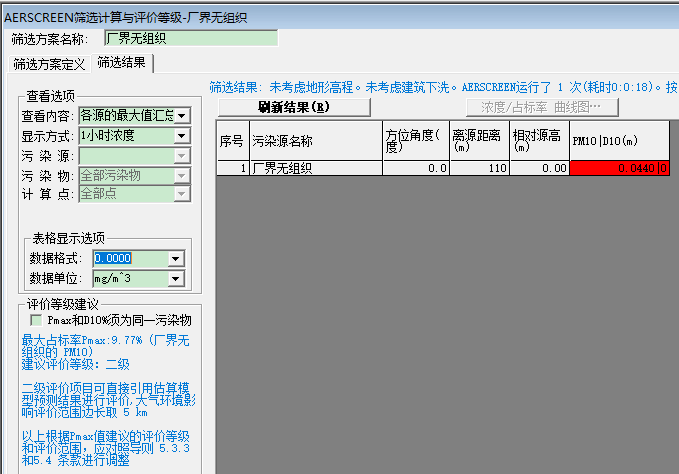 AERSCREEN筛选计算与评价等级-厂界无组织
筛选方案名称: 厂界无组织
筛选方案定义 筛选结果
筛选结果: 未考虑地形高程。未考虑建筑下洗。AERSCREEN运行了 1 次(耗时0:0:18)。按
查看选项
查看内容: 各源的最大值汇总
显示方式: 1小时浓度
污 染 源:
污 染 物: 全部污染物
计 算 点: 全部点
表格显示选项
数据格式: 0.0000
数据单位: mg/m^3
评价等级建议
Pmax和D10%须为同一污染物
最大占标率Pmax:9.77% (厂界无
组织的 PM10)
建议评价等级: 二级
二级评价项目可直接引用估算模
型预测结果进行评价,大气环境影
响评价范围边长取 5 km
以上根据Pmax值建议的评价等级
和评价范围, 应对照导则 5.3.3
和5.4 条款进行调整
刷新结果(R) 浓度/占标率 曲线图…
序号 污染源名称 方位角度(度) 离源距离(m) 相对源高(m) PM10|D10(m)
1 厂界无组织 0.0 110 0.00 0.0440|0